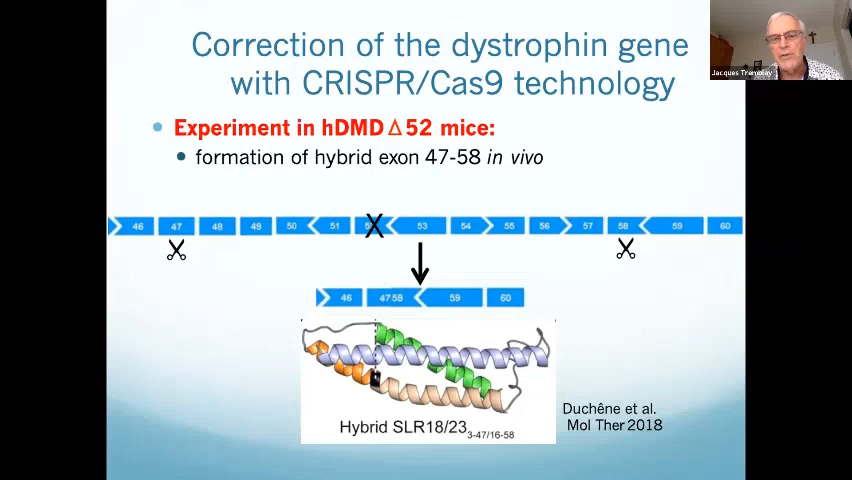 Correction of the dystrophin gene
with CRISPR/Cas9 technology
Jacques Tremblay
Experiment in hDMD Δ 52 mice:
formation of hybrid exon 47-58 in vivo
46 47 48 49 50 51 53 54 55 56 57 58 59 60
46 47 58 59 60
Hybrid SLR18/23 3-47/16-58
Duchêne et al.
Mol Ther 2018